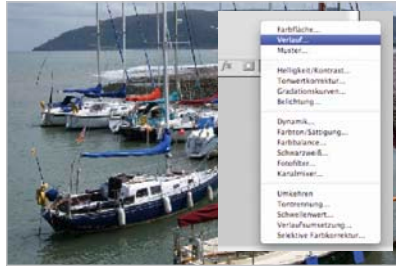 Farbfläche...
Verlauf...
Muster...
Helligkeit/Kontrast...
Tonwertkorrektur...
Gradationskurven...
Belichtung...
Dynamik...
Farbton/Sättigung...
Farbbalance...
Schwarzweiß...
Fotofilter...
Kanalmixer...
Umkehren
Tontrennung...
Schwellenwert...
Verlaufsumsetzung...
Selektive Farbkorrektur...
fx